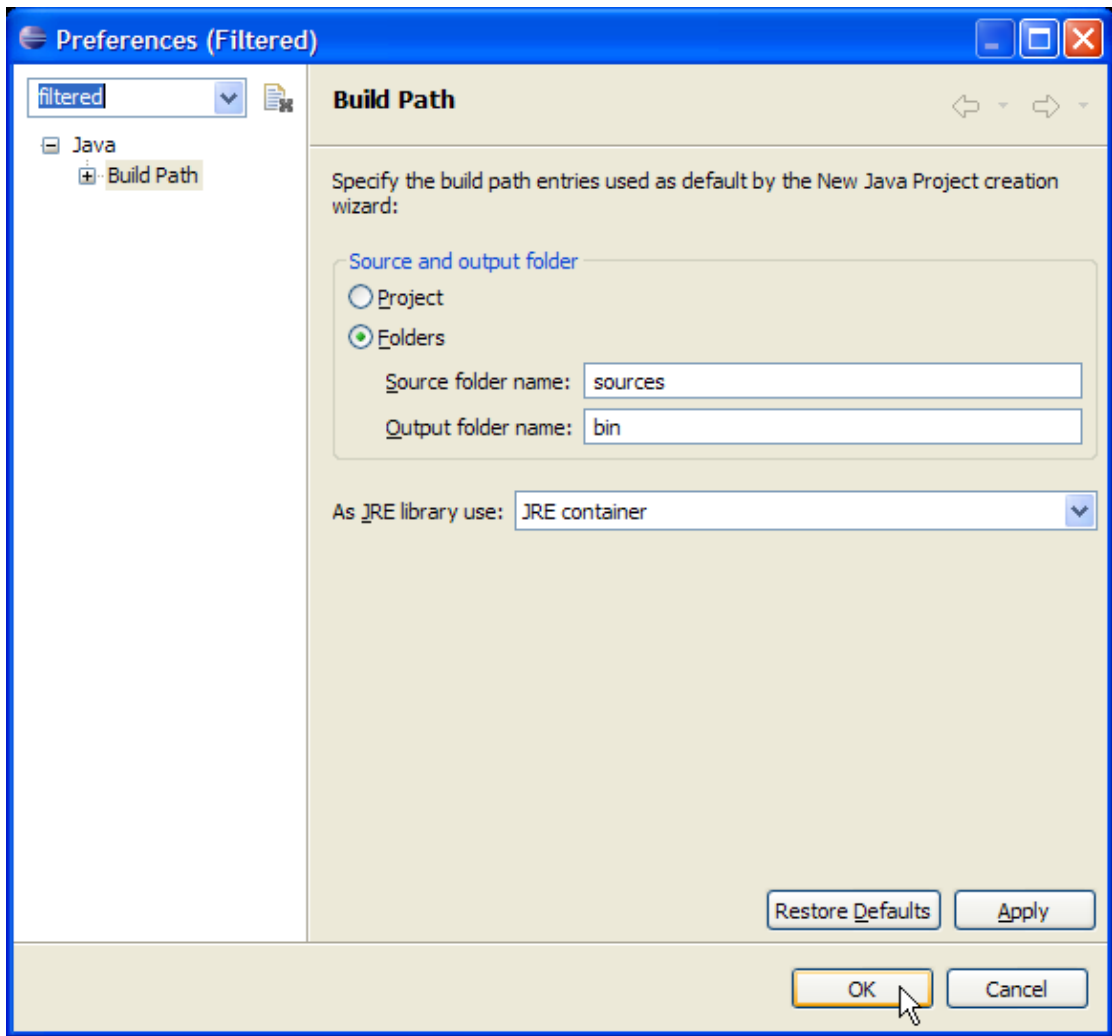 Preferences (Filtered)
filtered
Java
Build Path
Build Path
Specify the build path entries used as default by the New Java Project creation
wizard:
Source and output folder
Project
Folders
Source folder name: sources
Output folder name: bin
As JRE library use: JRE container
Restore Defaults Apply
OK Cancel